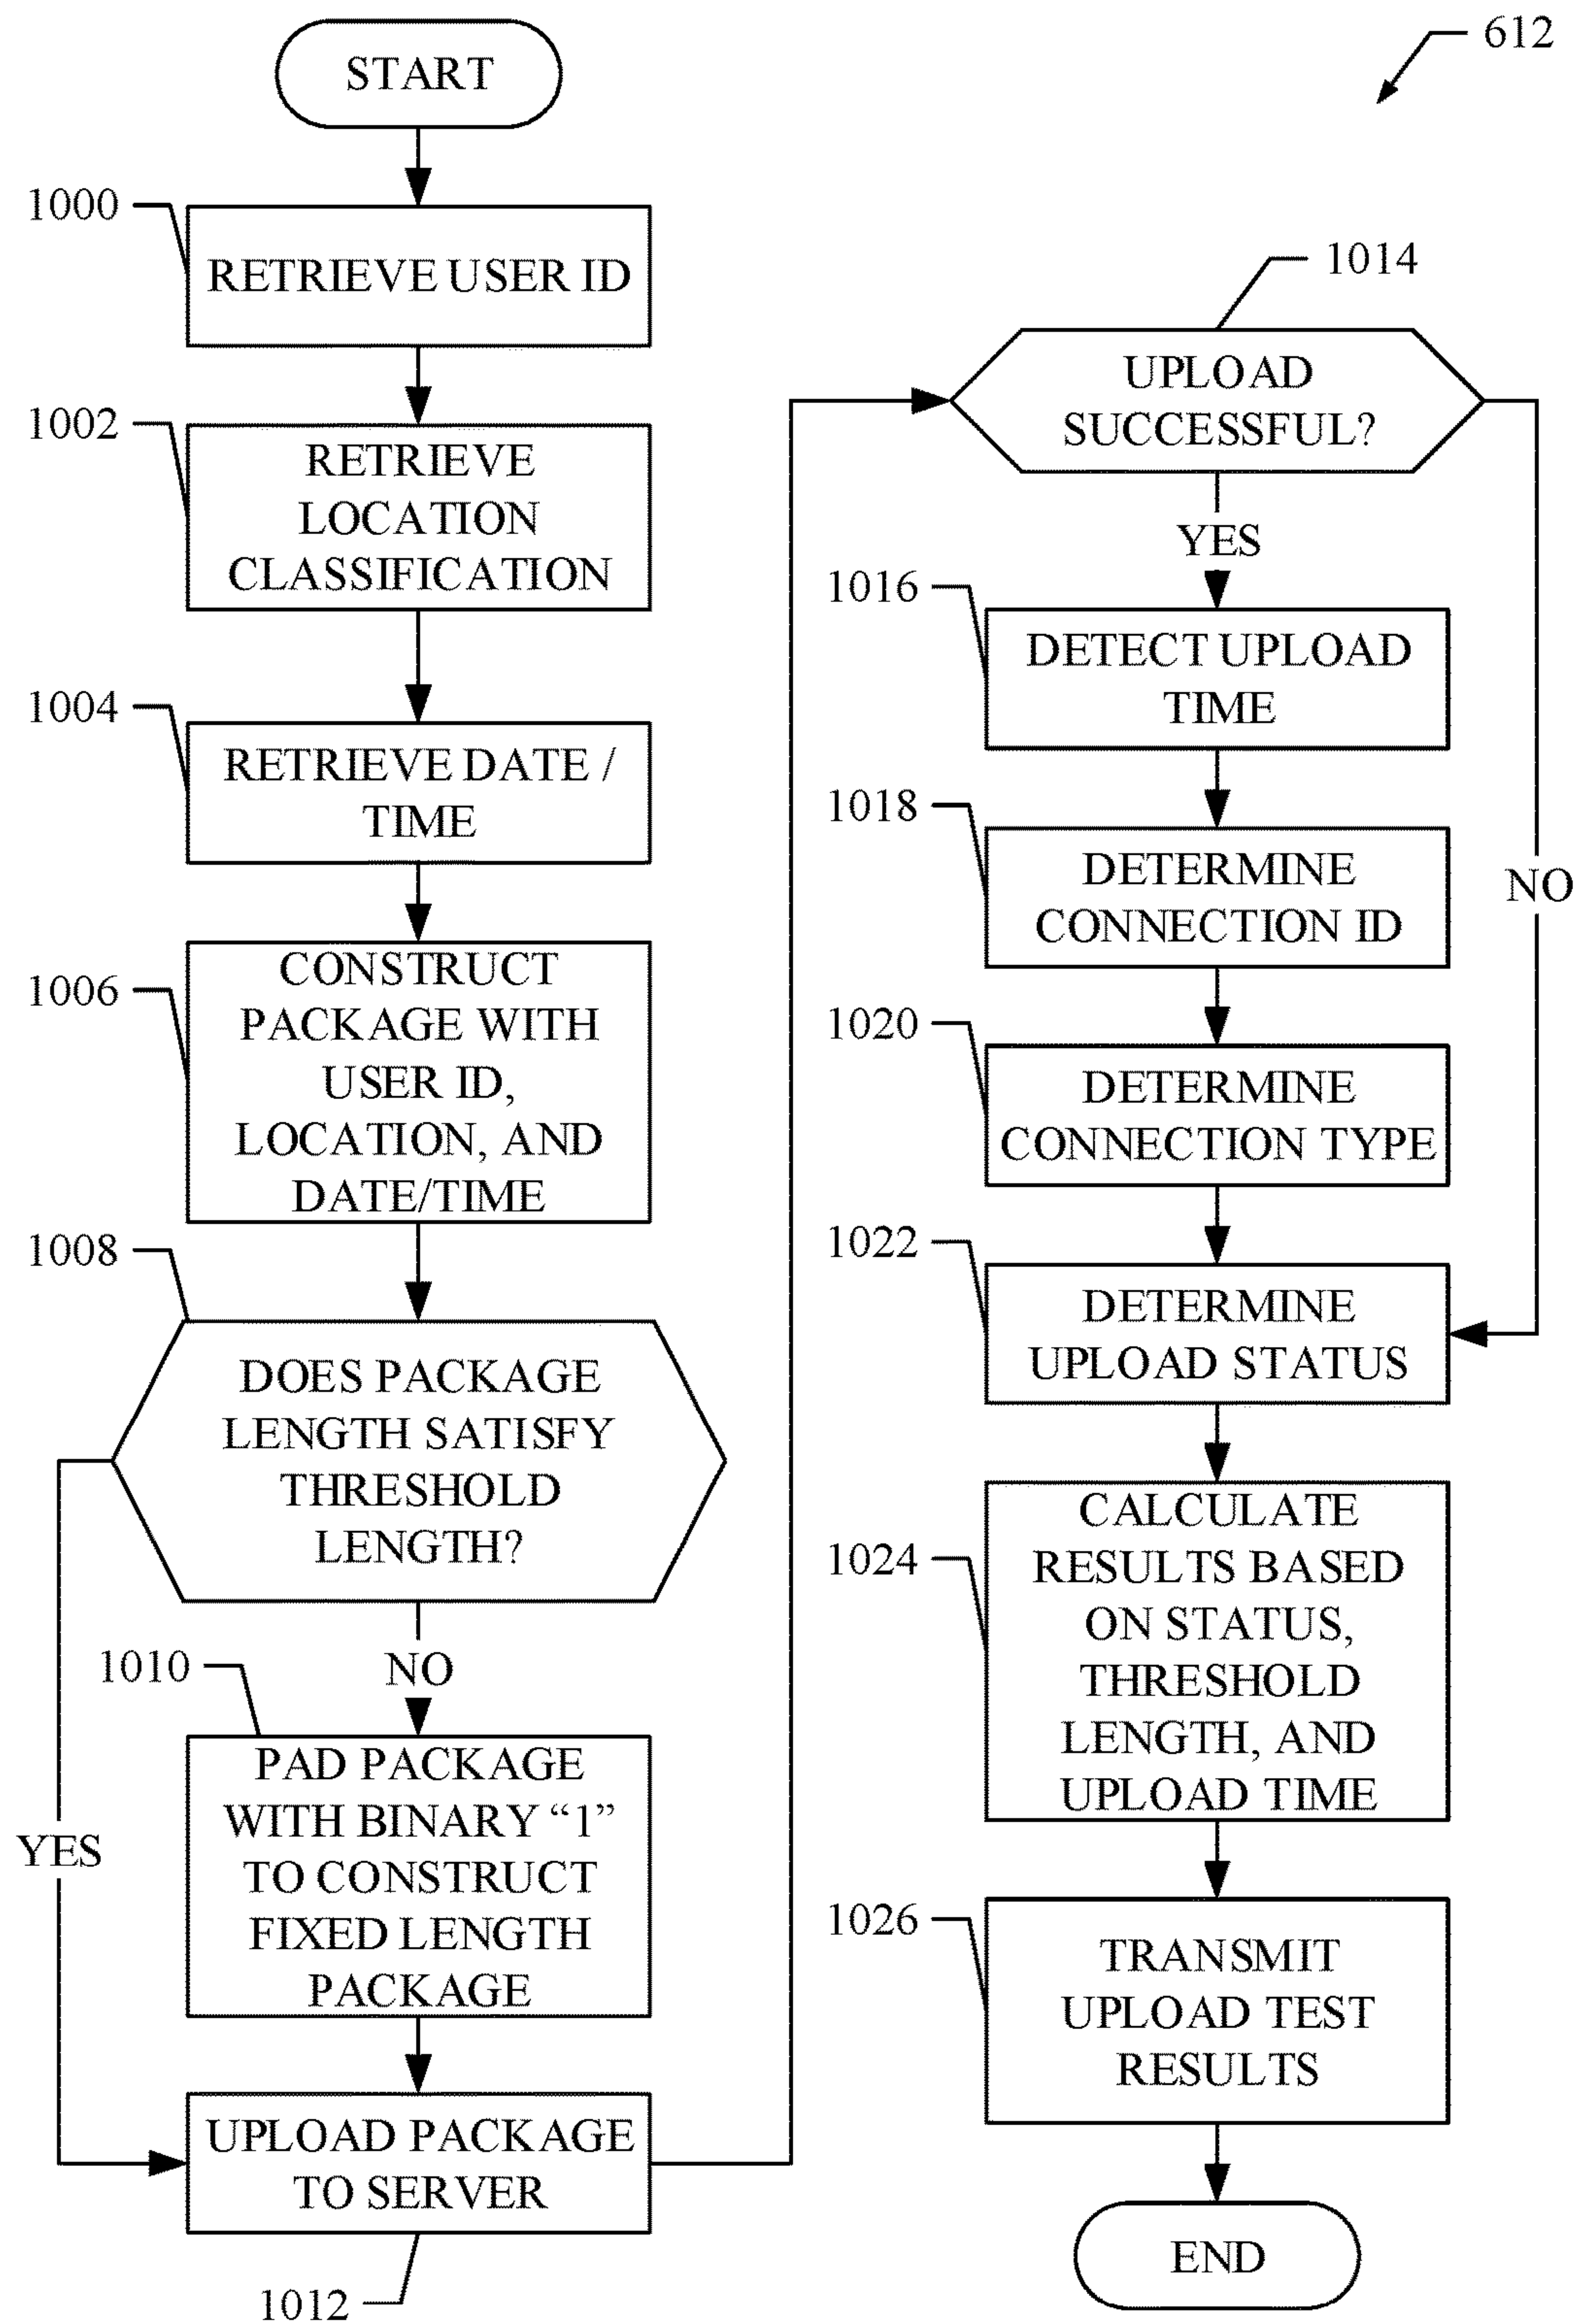 612
START
1000
RETRIEVE USER ID
1002
RETRIEVE
LOCATION
CLASSIFICATION
1004
RETRIEVE DATE /
TIME
1006
CONSTRUCT
PACKAGE WITH
USER ID,
LOCATION, AND
DATE/TIME
1008
DOES PACKAGE
LENGTH SATISFY
THRESHOLD
LENGTH?
NO
YES
1010
PAD PACKAGE
WITH BINARY “1”
TO CONSTRUCT
FIXED LENGTH
PACKAGE
UPLOAD PACKAGE
TO SERVER
1012
1014
UPLOAD
SUCCESSFUL?
YES
NO
1016
DETECT UPLOAD
TIME
1018
DETERMINE
CONNECTION ID
1020
DETERMINE
CONNECTION TYPE
1022
DETERMINE
UPLOAD STATUS
1024
CALCULATE
RESULTS BASED
ON STATUS,
THRESHOLD
LENGTH, AND
UPLOAD TIME
1026
TRANSMIT
UPLOAD TEST
RESULTS
END